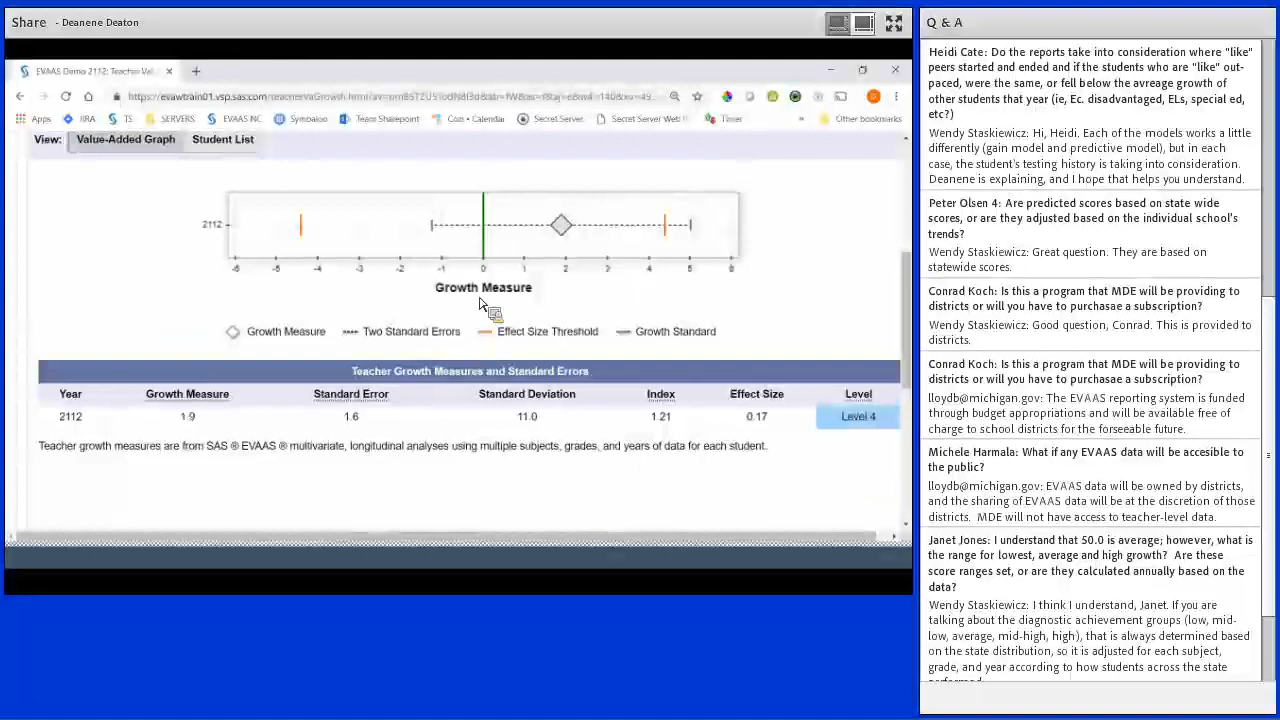 Share - Deanene Deaton
EVAAS Demo 2112: Teacher Val
Apps JIRA TS SERVERS EVAAS NC Symbaloo Team Sharepoint Core • Calendar Secret Server Secret Server Web Timer » Other bookmarks
View: Value-Added Graph Student List
2112
-6 -5 -4 -3 -2 -1 0 1 2 3 4 5 6
Growth Measure
Growth Measure Two Standard Errors Effect Size Threshold Growth Standard
Teacher Growth Measures and Standard Errors
Year Growth Measure Standard Error Standard Deviation Index Effect Size Level
2112 1.9 1.6 11.0 1.21 0.17 Level 4
Teacher growth measures are from SAS ® EVAAS ® multivariate, longitudinal analyses using multiple subjects, grades, and years of data for each student.
Q & A
Heidi Cate: Do the reports take into consideration where "like"
peers started and ended and if the students who are "like" out-
paced, were the same, or fell below the avreage growth of
other students that year (ie, Ec. disadvantaged, ELs, special ed,
etc?)
Wendy Staskiewicz: Hi, Heidi. Each of the models works a little
differently (gain model and predictive model), but in each
case, the student's testing history is taking into consideration.
Deanene is explaining, and I hope that helps you understand.
Peter Olsen 4: Are predicted scores based on state wide
scores, or are they adjusted based on the individual school's
trends?
Wendy Staskiewicz: Great question. They are based on
statewide scores.
Conrad Koch: Is this a program that MDE will be providing to
districts or will you have to purchasae a subscription?
Wendy Staskiewicz: Good question, Conrad. This is provided to
districts.
Conrad Koch: Is this a program that MDE will be providing to
districts or will you have to purchasae a subscription?
lloydb@michigan.gov: The EVAAS reporting system is funded
through budget appropriations and will be available free of
charge to school districts for the forseeable future.
Michele Harmala: What if any EVAAS data will be accesible to
the public?
lloydb@michigan.gov: EVAAS data will be owned by districts,
and the sharing of EVAAS data will be at the discretion of those
districts. MDE will not have access to teacher-level data.
Janet Jones: I understand that 50.0 is average; however, what is
the range for lowest, average and high growth? Are these
score ranges set, or are they calculated annually based on the
data?
Wendy Staskiewicz: I think I understand, Janet. If you are
talking about the diagnostic achievement groups (low, mid-
low, average, mid-high, high), that is always determined based
on the state distribution, so it is adjusted for each subject,
grade, and year according to how students across the state
performed.